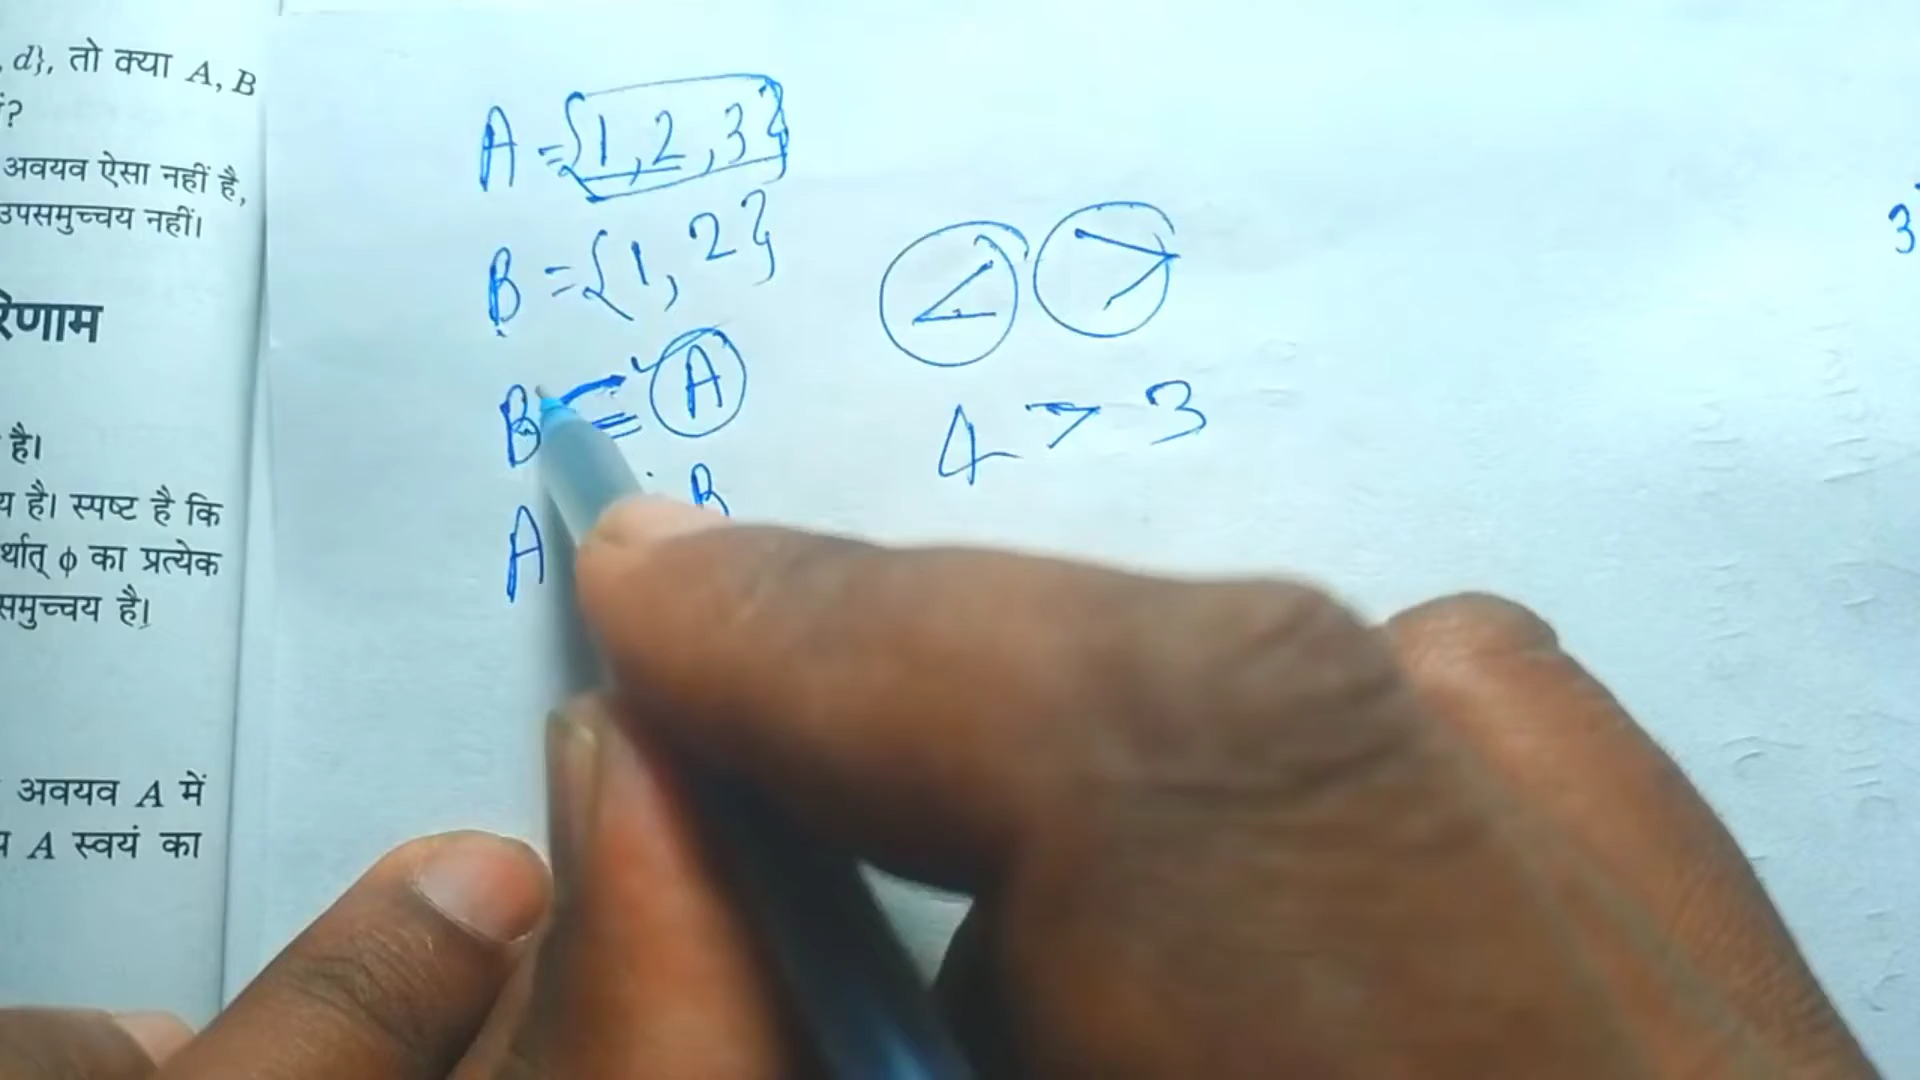 , d}, तो क्या A, B
?
अवयव ऐसा नहीं है,
उपसमुच्चय नहीं।
है।
है। स्पष्ट है कि
ϕ का प्रत्येक
समुच्चय है।
अवयव A में
A स्वयं का
A = {1, 2, 3}
B = {1, 2}
B A
A B
< >
4 > 3
3